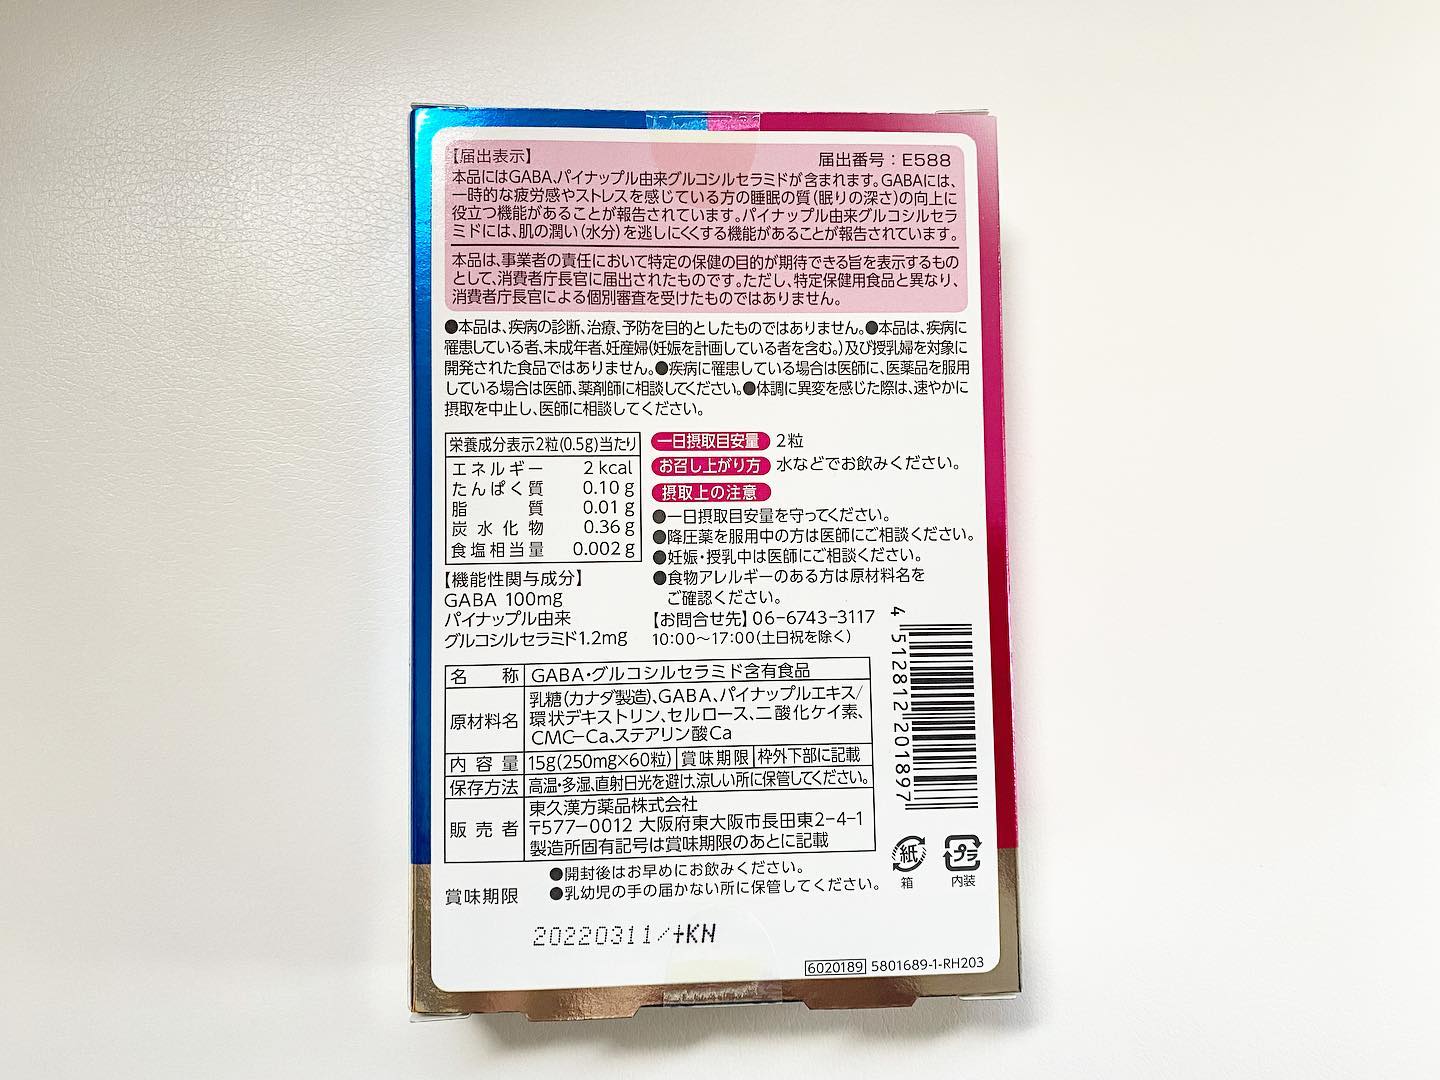 【届出表示】 届出番号：E588
本品にはGABA、パイナップル由来グルコシルセラミドが含まれます。GABAには、
一時的な疲労感やストレスを感じている方の睡眠の質（眠りの深さ）の向上に
役立つ機能があることが報告されています。パイナップル由来グルコシルセラ
ミドには、肌の潤い（水分）を逃しにくくする機能があることが報告されています。
本品は、事業者の責任において特定の保健の目的が期待できる旨を表示するもの
として、消費者庁長官に届出されたものです。ただし、特定保健用食品と異なり、
消費者庁長官による個別審査を受けたものではありません。
●本品は、疾病の診断、治療、予防を目的としたものではありません。●本品は、疾病に
罹患している者、未成年者、妊産婦（妊娠を計画している者を含む。）及び授乳婦を対象に
開発された食品ではありません。●疾病に罹患している場合は医師に、医薬品を服用
している場合は医師、薬剤師に相談してください。●体調に異変を感じた際は、速やかに
摂取を中止し、医師に相談してください。
栄養成分表示2粒(0.5g)当たり
エネルギー 2 kcal
たんぱく質 0.10 g
脂質 0.01 g
炭水化物 0.36 g
食塩相当量 0.002 g
【機能性関与成分】
GABA 100mg
パイナップル由来
グルコシルセラミド1.2mg
一日摂取目安量 2粒
お召し上がり方 水などでお飲みください。
摂取上の注意
●一日摂取目安量を守ってください。
●降圧薬を服用中の方は医師にご相談ください。
●妊娠・授乳中は医師にご相談ください。
●食物アレルギーのある方は原材料名を
ご確認ください。
【お問合せ先】06-6743-3117
10:00～17:00（土日祝を除く）
4 512812 201897
名称 GABA・グルコシルセラミド含有食品
原材料名 乳糖（カナダ製造）、GABA、パイナップルエキス/
環状デキストリン、セルロース、二酸化ケイ素、
CMC-Ca、ステアリン酸Ca
内容量 15g(250mg×60粒) 賞味期限 枠外下部に記載
保存方法 高温・多湿、直射日光を避け、涼しい所に保管してください。
販売者 東久漢方薬品株式会社
〒577-0012 大阪府東大阪市長田東2-4-1
製造所固有記号は賞味期限のあとに記載
紙
箱
プラ
内装
●開封後はお早めにお飲みください。
●乳幼児の手の届かない所に保管してください。
賞味期限
20220311/+KN
6020189 5801689-1-RH203